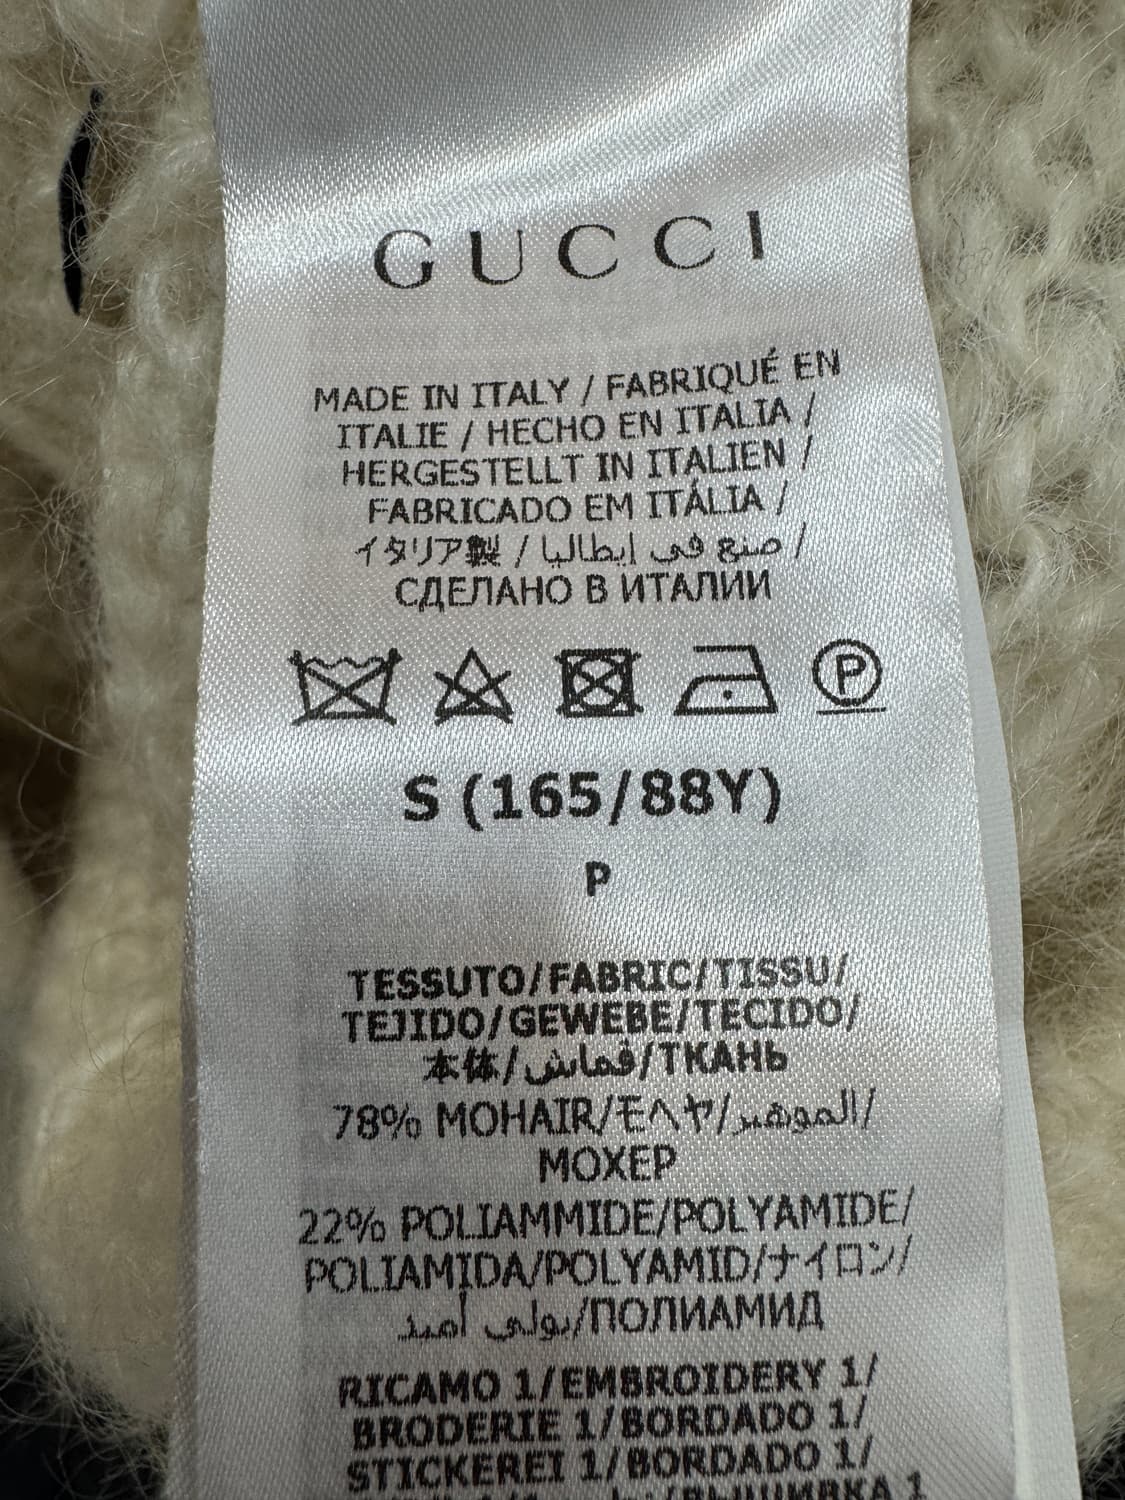 GUCCI
MADE IN ITALY / FABRIQUÉ EN
ITALIE / HECHO EN ITALIA /
HERGESTELLT IN ITALIEN /
FABRICADO EM ITÁLIA /
イタリア製 / صنع في إيطاليا /
СДЕЛАНО В ИТАЛИИ
P
S (165/88Y)
P
TESSUTO/FABRIC/TISSU/
TEJIDO/GEWEBE/TECIDO/
本体/قماش/ТКАНЬ
78% MOHAIR/モヘヤ/الموهير/
МОХЕР
22% POLIAMMIDE/POLYAMIDE/
POLIAMIDA/POLYAMID/ナイロン/
بولي أميد/ПОЛИАМИД
RICAMO 1/EMBROIDERY 1/
BRODERIE 1/BORDADO 1/
STICKEREI 1/BORDADO 1/
ВЫШИВКА 1